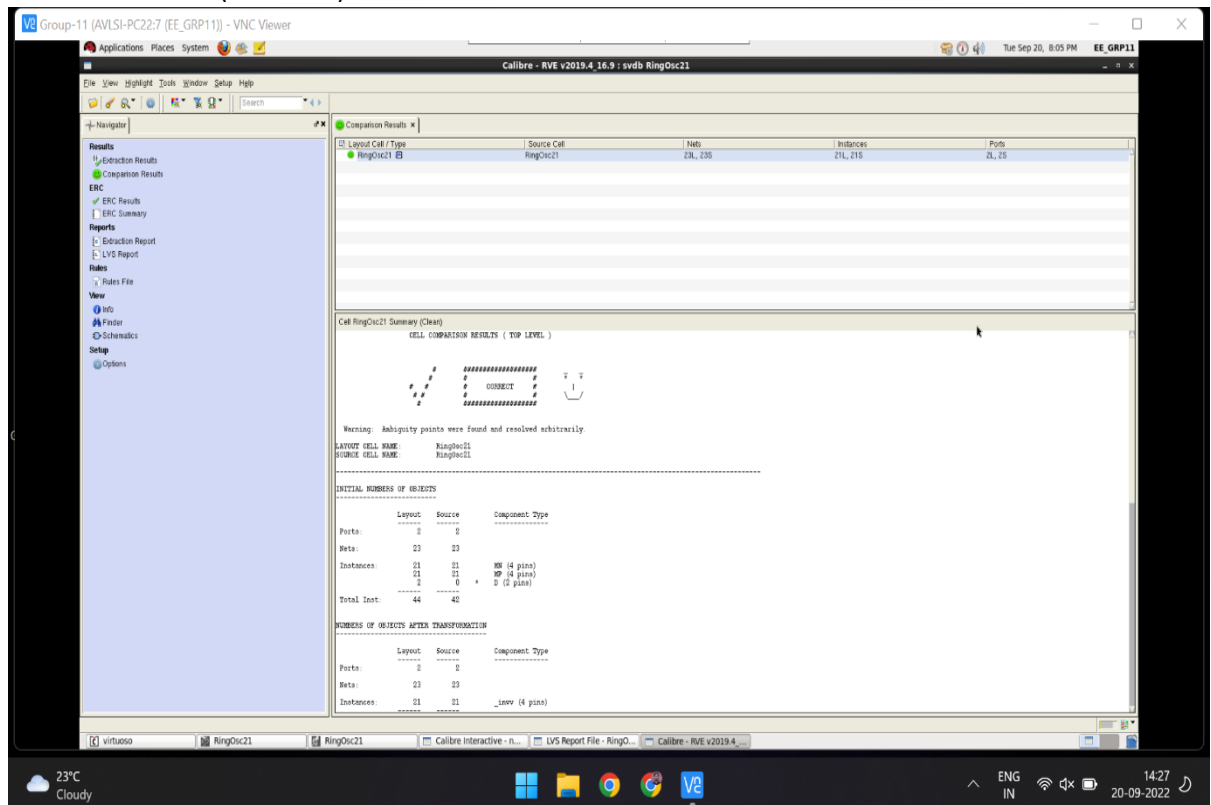 Group-11 (AVLSI-PC22:7 (EE_GRP11)) - VNC Viewer
Applications Places System Tue Sep 20, 8:05 PM EE_GRP11
Calibre - RVE v2019.4_16.9 : svdb RingOsc21
File View Highlight Tools Window Setup Help
Search
Navigator
Results
Extraction Results
Comparison Results
ERC
ERC Results
ERC Summary
Reports
Extraction Report
LVS Report
Rules
Rules File
View
Info
Finder
Schematics
Setup
Options
Comparison Results
Layout Cell / Type Source Cell Nets Instances Ports
RingOsc21 RingOsc21 23L, 23S 21L, 21S 2L, 2S
Cell RingOsc21 Summary (Clean)
CELL COMPARISON RESULTS ( TOP LEVEL )
# ###################
# # #
# # # CORRECT #
# # # #
# ###################
Warning: Ambiguity points were found and resolved arbitrarily.
LAYOUT CELL NAME: RingOsc21
SOURCE CELL NAME: RingOsc21
INITIAL NUMBERS OF OBJECTS
Layout Source Component Type
Ports: 2 2
Nets: 23 23
Instances: 21 21 MN (4 pins)
21 21 MP (4 pins)
2 0 * D (2 pins)
Total Inst: 44 42
NUMBERS OF OBJECTS AFTER TRANSFORMATION
Layout Source Component Type
Ports: 2 2
Nets: 23 23
Instances: 21 21 _invv (4 pins)
virtuoso RingOsc21 RingOsc21 Calibre Interactive - n... LVS Report File - RingO... Calibre - RVE v2019.4_...
23°C
Cloudy
ENG
IN
14:27
20-09-2022